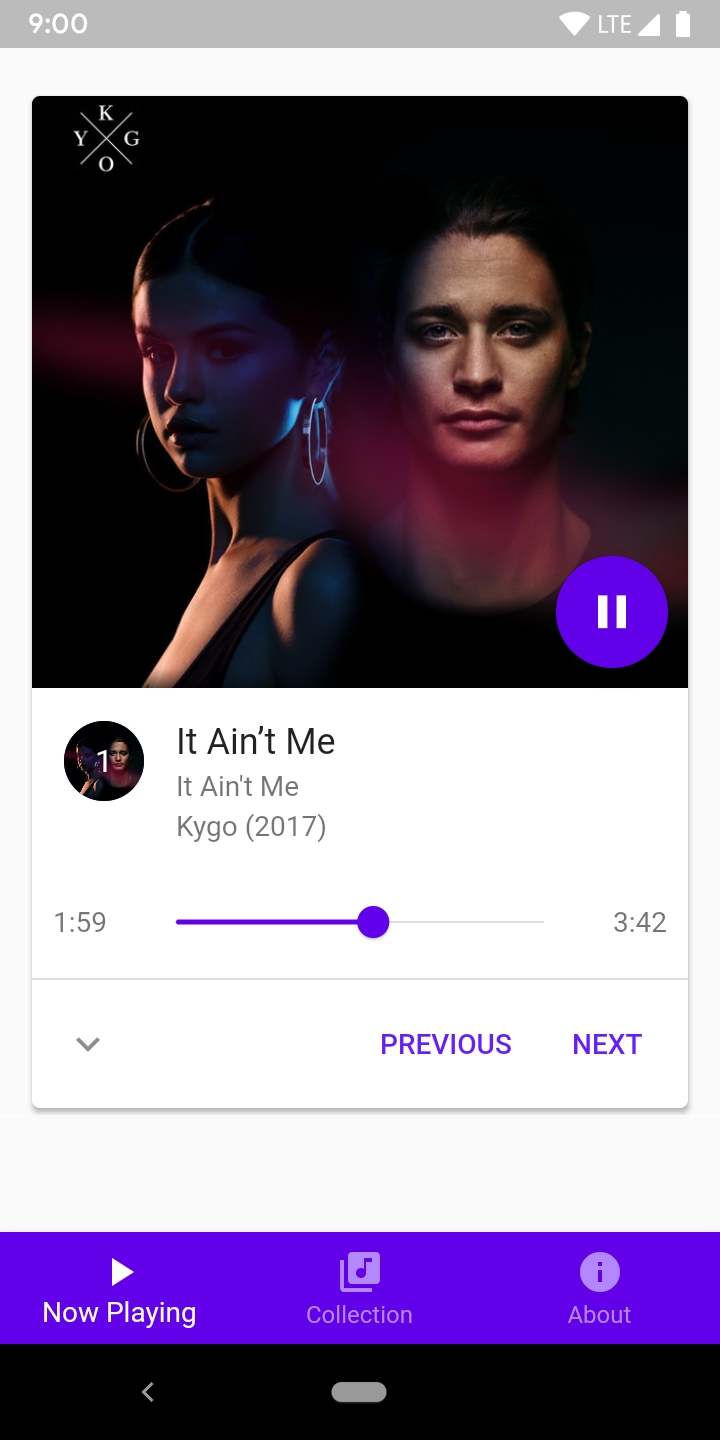 9:00 LTE
K
Y G
O
1
It Ain’t Me
It Ain't Me
Kygo (2017)
1:59 3:42
PREVIOUS NEXT
Now Playing Collection About